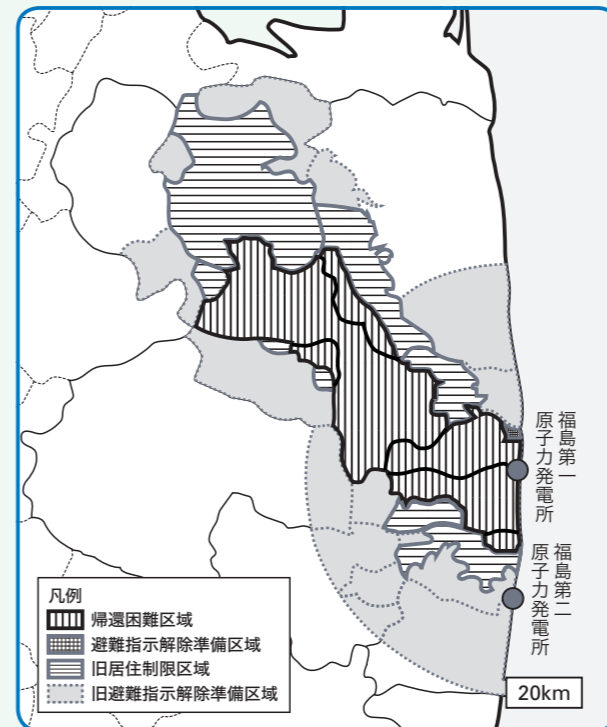 福島第一
原子力発電所
福島第二
原子力発電所
凡例
帰還困難区域
避難指示解除準備区域
旧居住制限区域
旧避難指示解除準備区域
20km